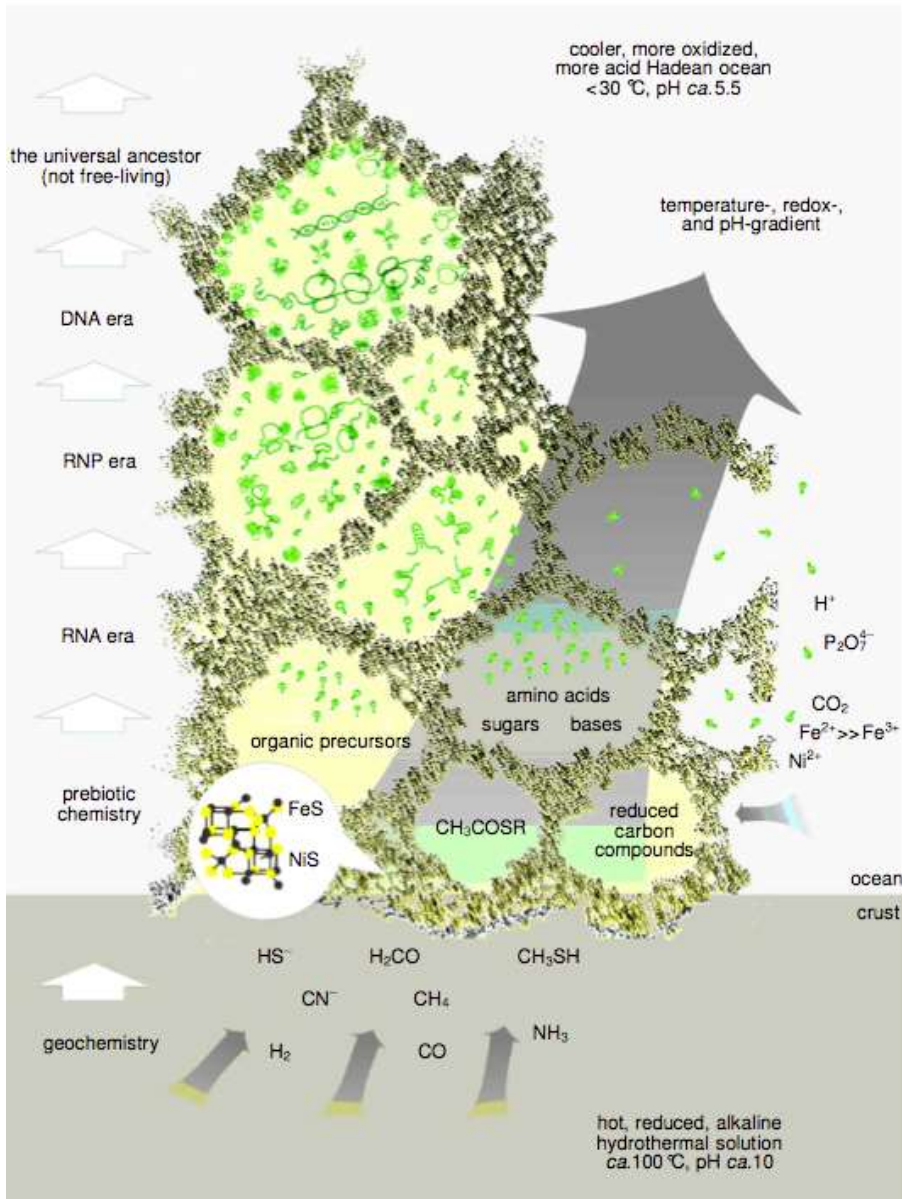 cooler, more oxidized,
more acid Hadean ocean
<30 °C, pH ca.5.5
the universal ancestor
(not free-living)
temperature-, redox-,
and pH-gradient
DNA era
RNP era
RNA era
H⁺
P₂O₇⁴⁻
CO₂
Fe²⁺>>Fe³⁺
Ni²⁺
amino acids
sugars bases
organic precursors
prebiotic
chemistry
FeS
NiS
CH₃COSR
reduced
carbon
compounds
ocean
crust
HS⁻ H₂CO CH₃SH
CN⁻ CH₄
geochemistry
H₂ CO NH₃
hot, reduced, alkaline
hydrothermal solution
ca.100 °C, pH ca.10